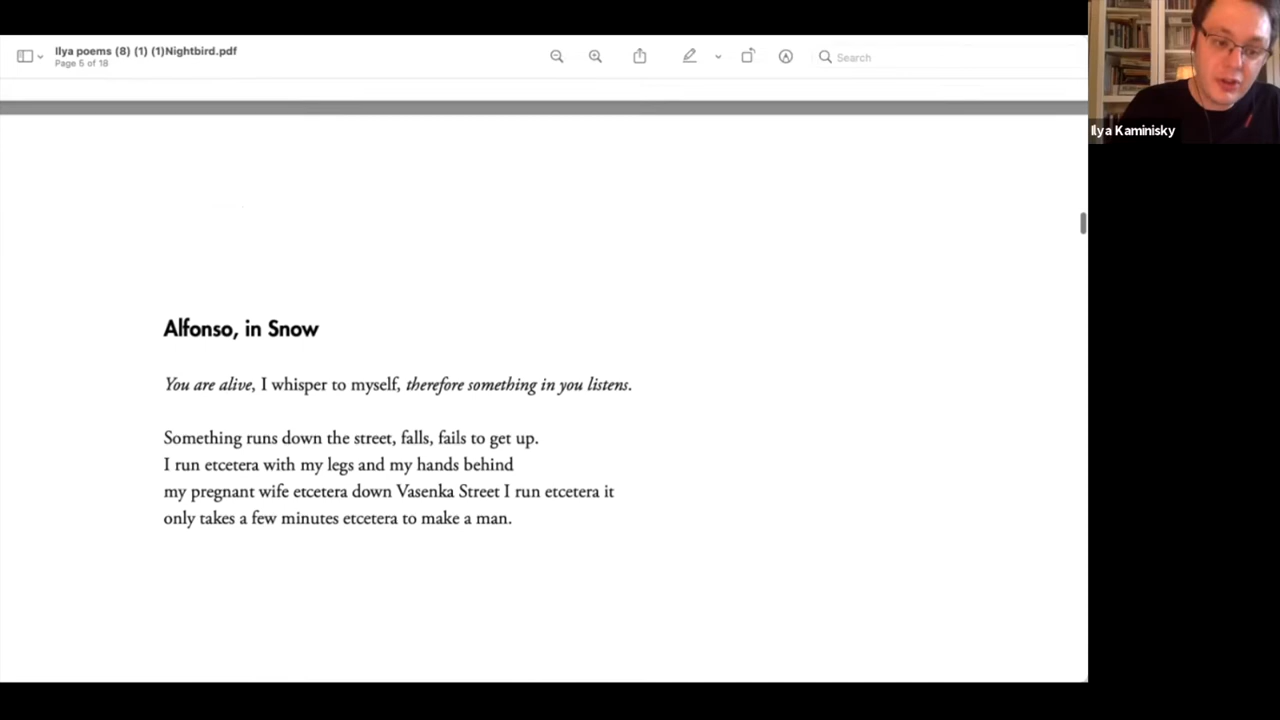 Ilya poems (8) (1) (1)Nightbird.pdf
Page 5 of 18
Search
Ilya Kaminisky
Alfonso, in Snow
You are alive, I whisper to myself, therefore something in you listens.
Something runs down the street, falls, fails to get up.
I run etcetera with my legs and my hands behind
my pregnant wife etcetera down Vasenka Street I run etcetera it
only takes a few minutes etcetera to make a man.